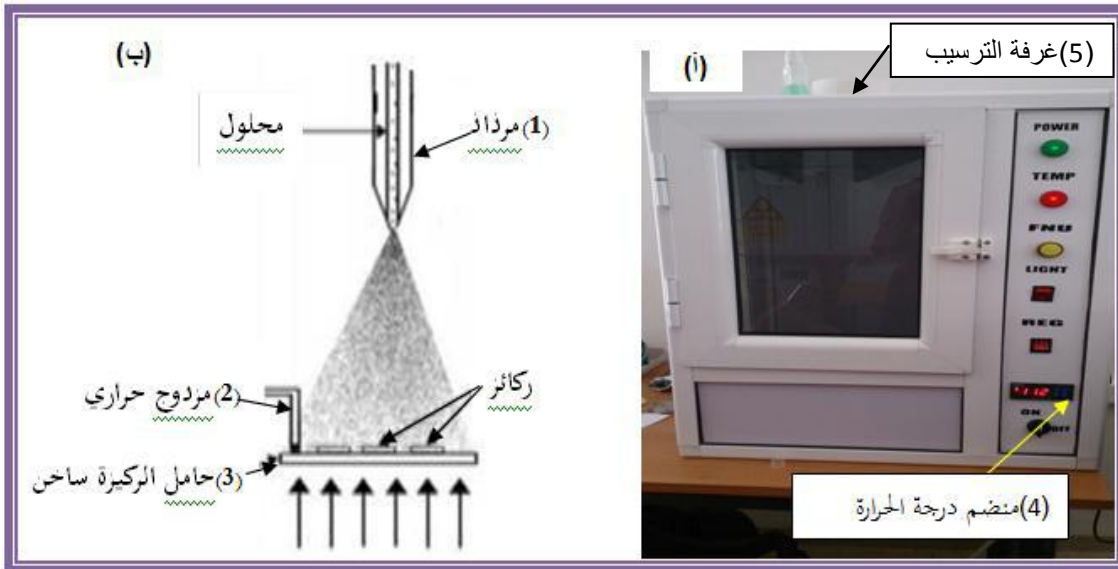 (5)غرفة الترسيب
(أ)
POWER
TEMP
FNU
LIGHT
REG
ON
OFF
(4)منضم درجة الحرارة
(ب)
(1)مرذاذ
محلول
ركائز
(2)مزدوج حراري
(3)حامل الركيزة ساخن